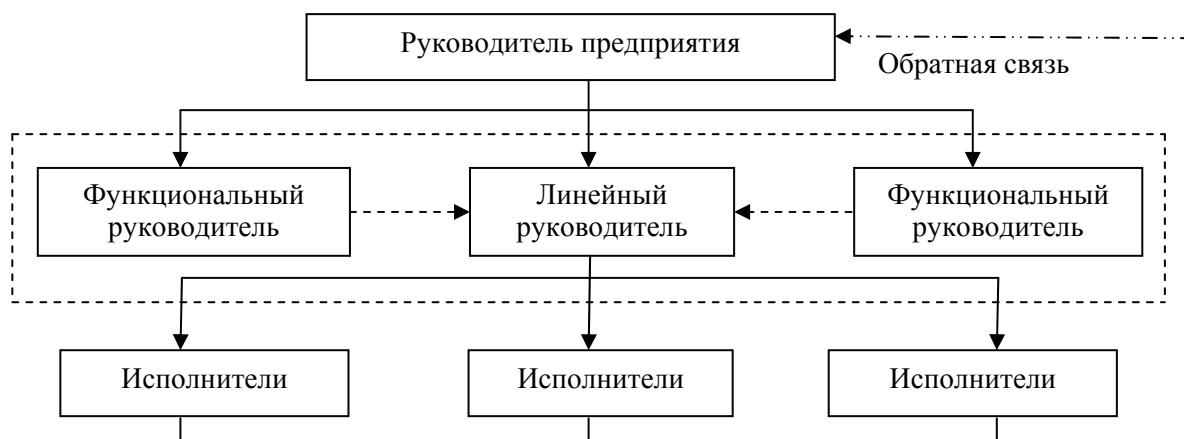 Руководитель предприятия
Обратная связь
Функциональный
руководитель
Линейный
руководитель
Функциональный
руководитель
Исполнители
Исполнители
Исполнители